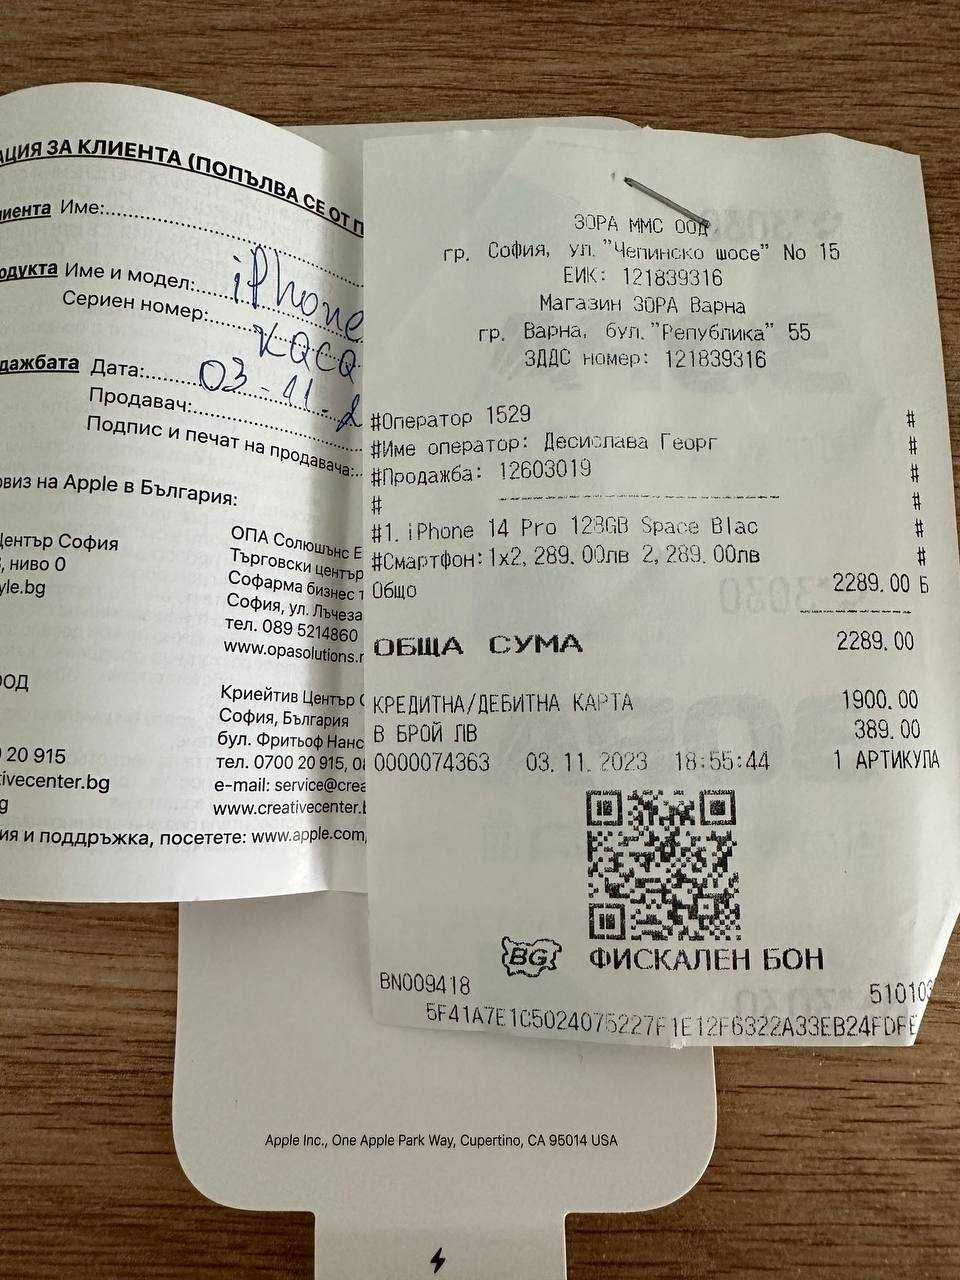 ЦИЯ ЗА КЛИЕНТА (ПОПЪЛВА СЕ ОТ П
Име:
Име и модел: iPhone
Сериен номер:
Дата: 03-11-2
Продавач:
Подпис и печат на продавача:
Apple в България:
София
, ниво 0
yle.bg
ООД
0 20 915
ativecenter.bg
ОПА Солюшънс Е
Търговски център
Софарма бизнес т
София, ул. Лъчеза
тел. 089 5214860
www.opasolutions.r
Криейтив Център
София, България
бул. Фритьоф Нанс
тел. 0700 20 915, 0
e-mail: service@crea
www.creativecenter.b
ия и поддръжка, посетете: www.apple.com/
ЗОРА ММС ООД
гр. София, ул."Чепинско шосе" No 15
ЕИК: 121839316
Магазин ЗОРА Варна
гр. Варна, бул."Република" 55
ЗДДС номер: 121839316
#Оператор 1529 #
#Име оператор: Десислава Георг #
#Продажба: 12603019 #
# #
#1. iPhone 14 Pro 128GB Space Blac #
#Смартфон: 1x2,289.00лв 2,289.00лв #
Общо 2289.00 Б
ОБЩА СУМА 2289.00
КРЕДИТНА/ДЕБИТНА КАРТА 1900.00
В БРОЙ ЛВ 389.00
0000074363 03.11.2023 18:55:44 1 АРТИКУЛА
BG ФИСКАЛЕН БОН
BN009418 510103
5F41A7E1C5024075227F1E12F6322A33EB24FDFE
Apple Inc., One Apple Park Way, Cupertino, CA 95014 USA